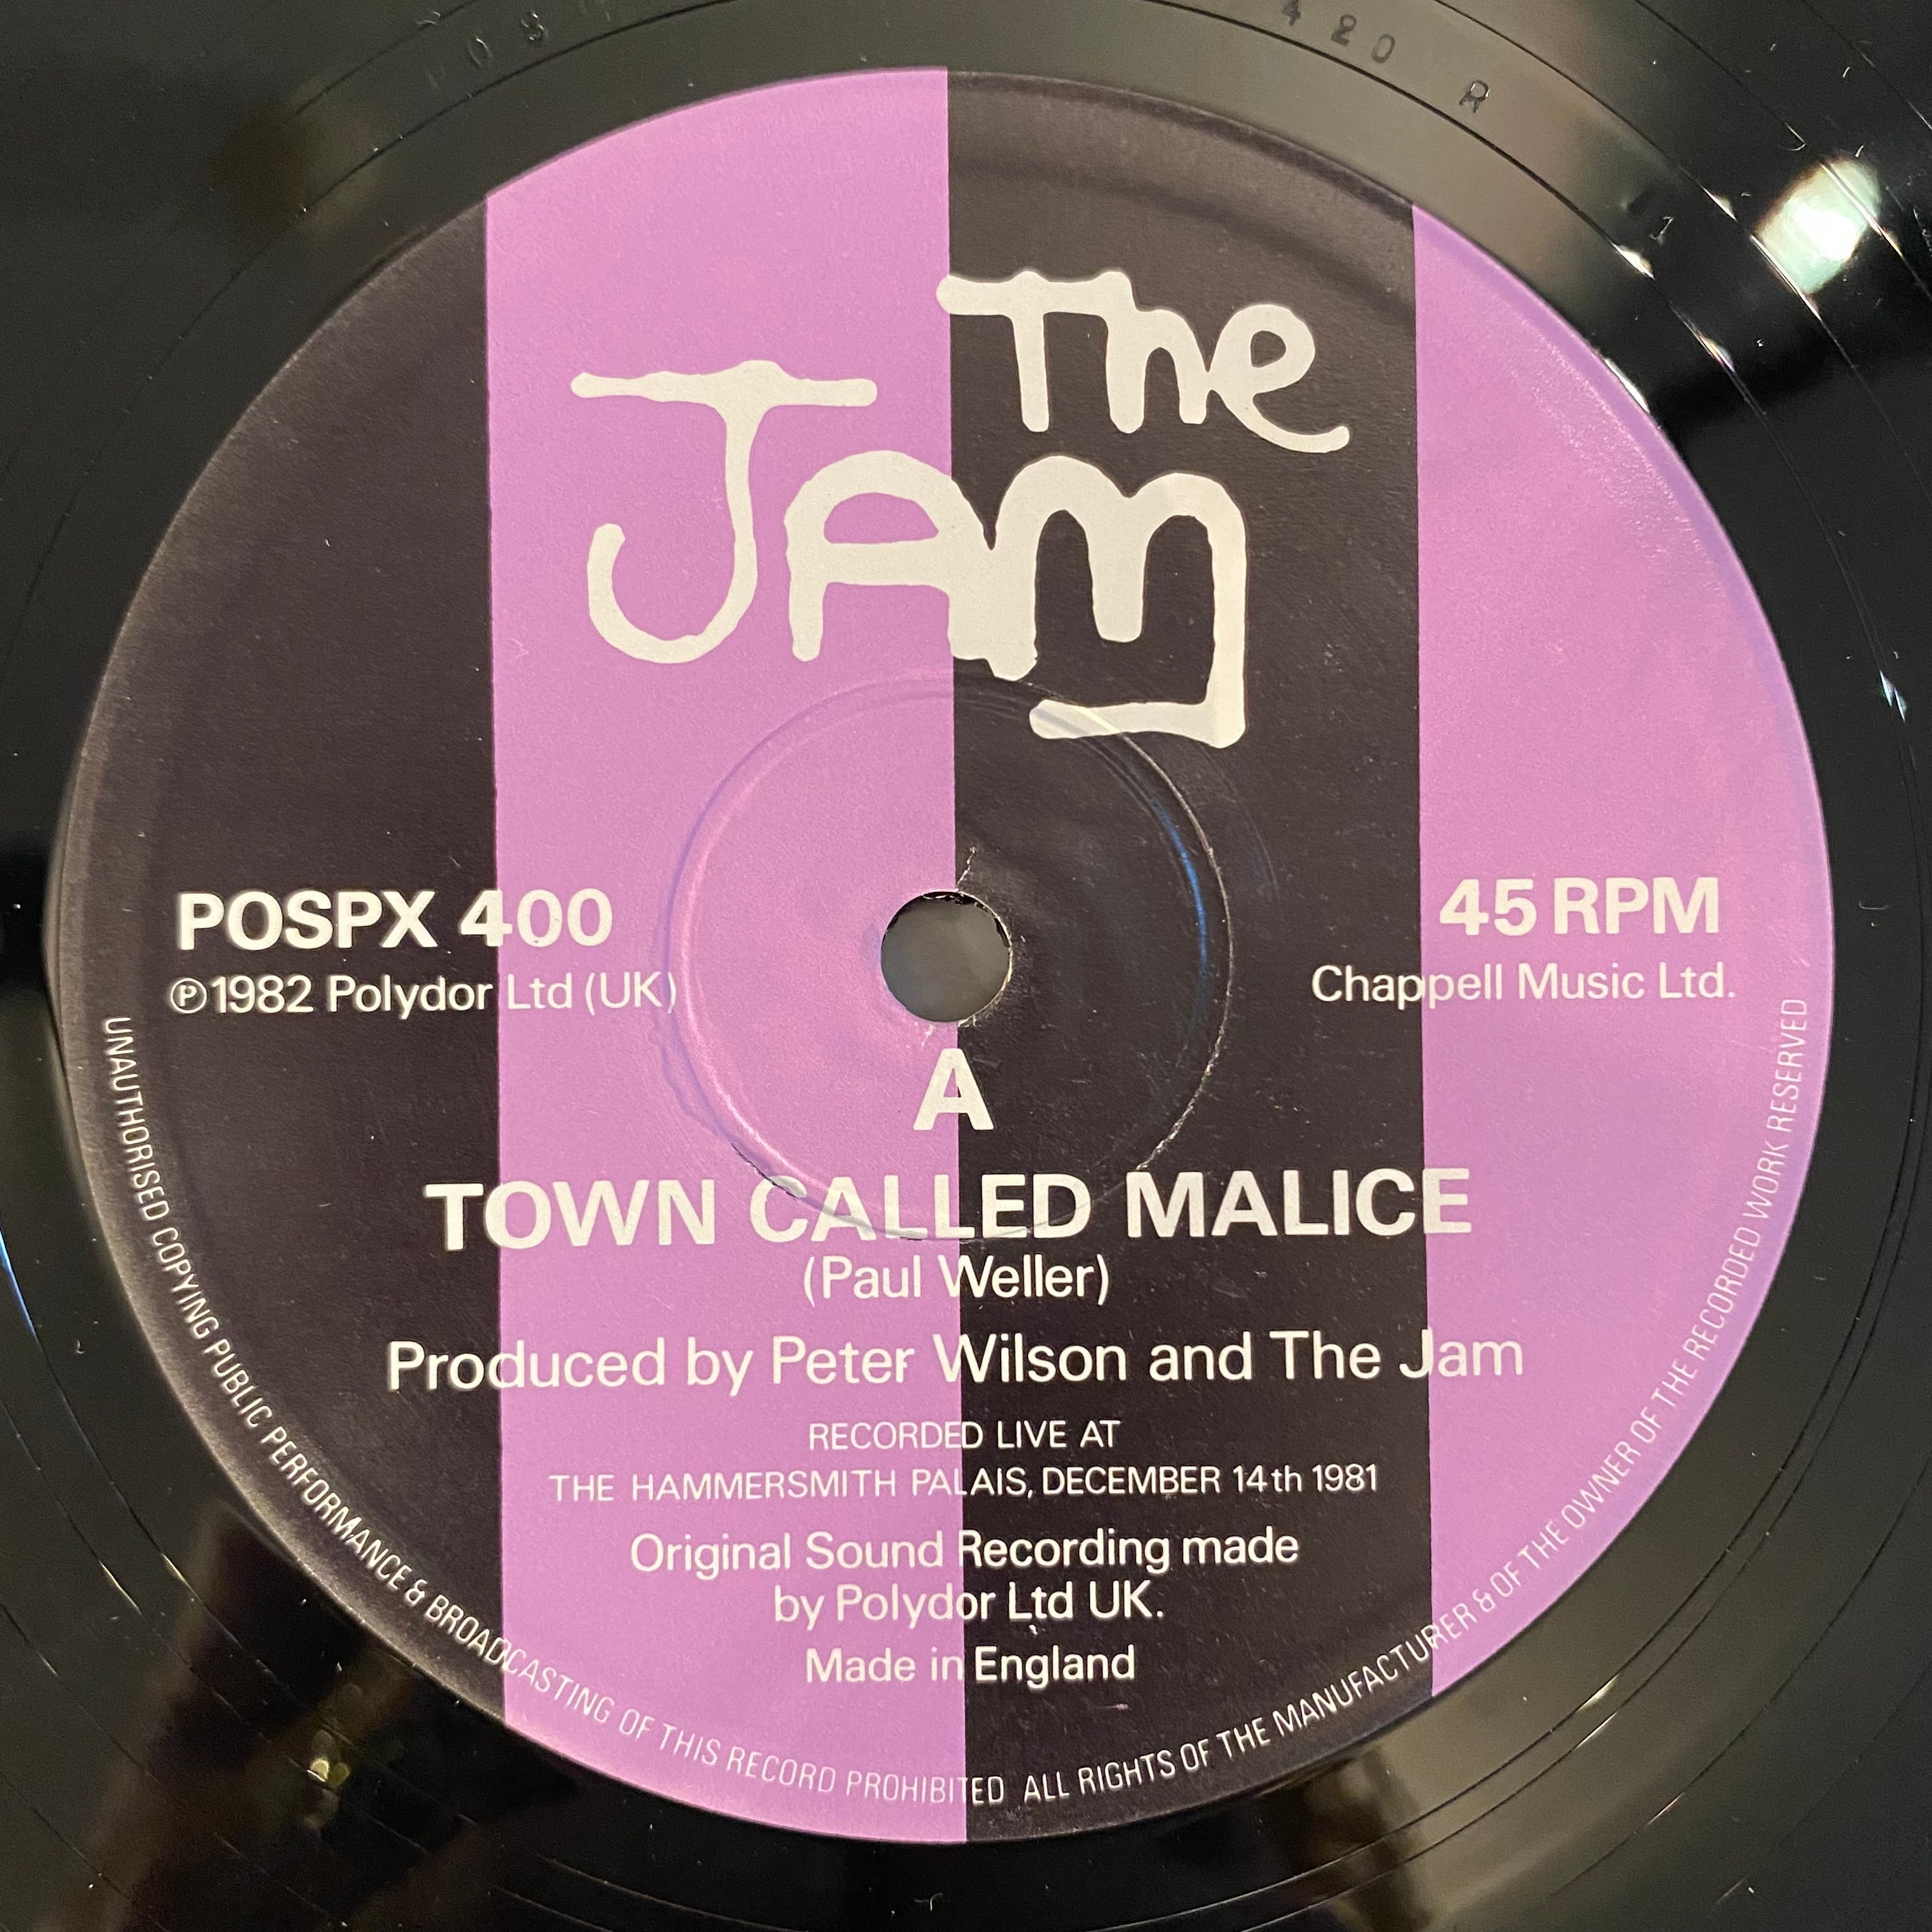 420 R
The
JAM
POSPX 400
45 RPM
℗1982 Polydor Ltd (UK)
Chappell Music Ltd.
A
TOWN CALLED MALICE
(Paul Weller)
Produced by Peter Wilson and The Jam
RECORDED LIVE AT
THE HAMMERSMITH PALAIS, DECEMBER 14th 1981
Original Sound Recording made
by Polydor Ltd UK.
Made in England
UNAUTHORISED COPYING PUBLIC PERFORMANCE & BROADCASTING OF THIS RECORD PROHIBITED ALL RIGHTS OF THE MANUFACTURER & OF THE OWNER OF THE RECORDED WORK RESERVED